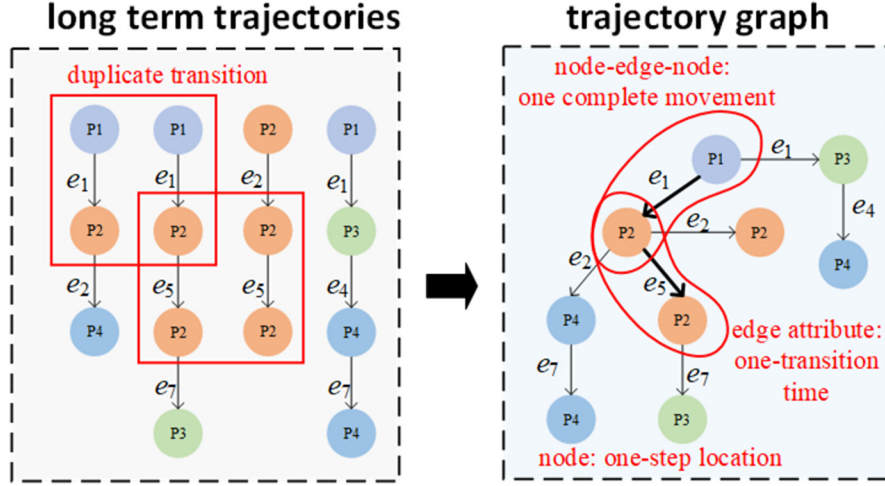 long term trajectories
trajectory graph
duplicate transition
P1 P1 P2 P1
e1 e1 e2 e1
P2 P2 P2 P3
e2 e5 e5 e4
P4 P2 P2 P4
e7 e7
P3 P4
node-edge-node:
one complete movement
P1 e1 P3
e1
e4
P2 e2 P2
P4
e2 e5
P4 P2
edge attribute:
one-transition
time
e7 e7
P4 P3
node: one-step location